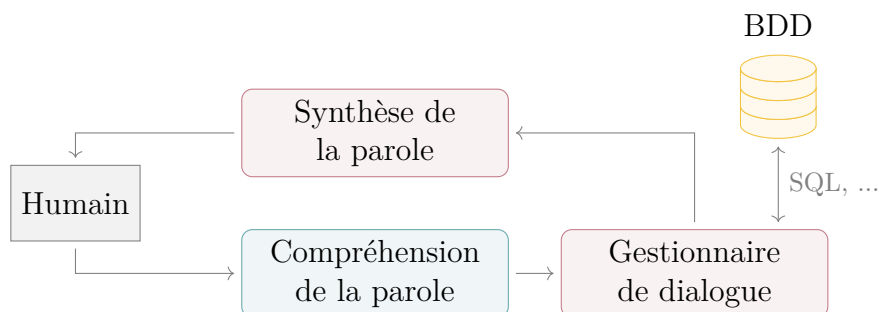 BDD
Synthèse de
la parole
SQL, ...
Humain
Compréhension
de la parole
Gestionnaire
de dialogue